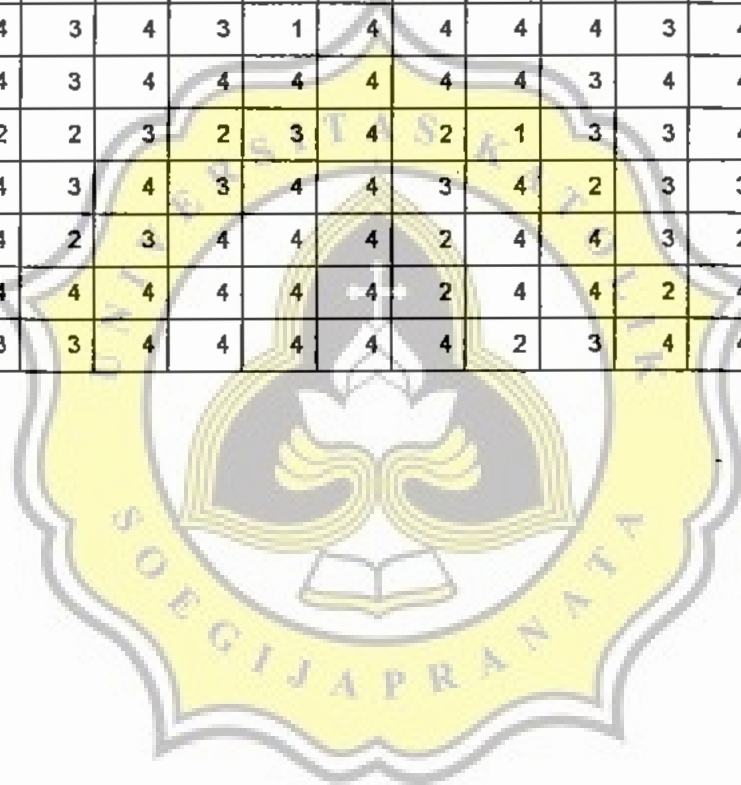 4 3 4 3 1 4 4 4 4 3 4
4 3 4 4 4 4 4 4 3 4 4
2 2 3 2 3 4 2 1 3 3 4
4 3 4 3 4 4 3 4 2 3 3
4 2 3 4 4 4 2 4 4 3 2
4 4 4 4 4 4 2 4 4 2 4
3 3 4 4 4 4 4 2 3 4 4
UNIVERSITAS KATOLIK
SOEGIJAPRANATA